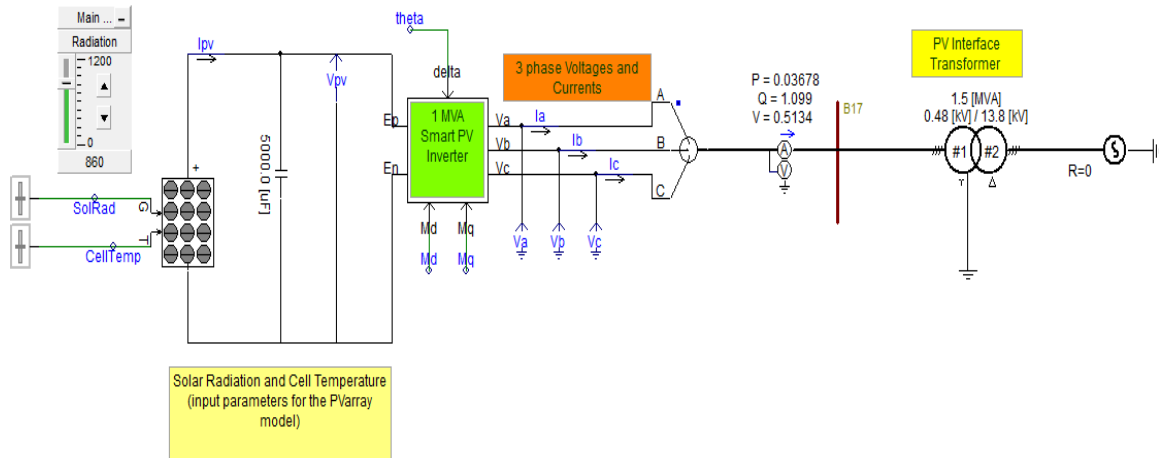 Main ...
Radiation
1200
0
860
SolRad
CellTemp
G
T
+
Ipv
5000.0 [uF]
Vpv
theta
delta
Ep
En
1 MVA
Smart PV
Inverter
Md
Mq
Md
Mq
Va
Vb
Vc
3 phase Voltages and
Currents
Ia
Ib
Ic
Va
Vb
Vc
A
B
C
P = 0.03678
Q = 1.099
V = 0.5134
A
V
B17
PV Interface
Transformer
1.5 [MVA]
0.48 [kV] / 13.8 [kV]
#1
#2
R=0
Solar Radiation and Cell Temperature
(input parameters for the PVarray
model)